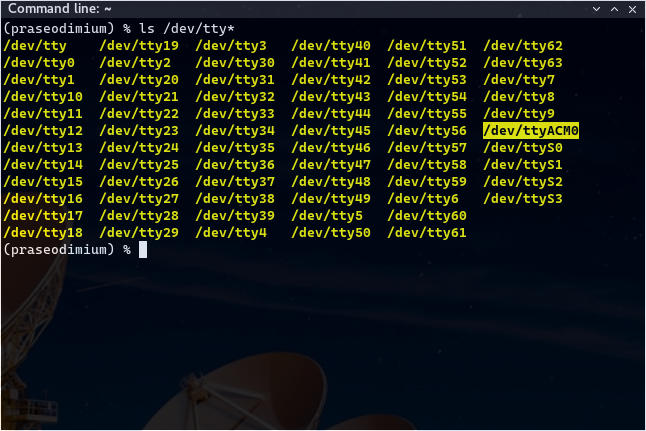 Command line: ~
(praseodimium) % ls /dev/tty*
/dev/tty /dev/tty19 /dev/tty3 /dev/tty40 /dev/tty51 /dev/tty62
/dev/tty0 /dev/tty2 /dev/tty30 /dev/tty41 /dev/tty52 /dev/tty63
/dev/tty1 /dev/tty20 /dev/tty31 /dev/tty42 /dev/tty53 /dev/tty7
/dev/tty10 /dev/tty21 /dev/tty32 /dev/tty43 /dev/tty54 /dev/tty8
/dev/tty11 /dev/tty22 /dev/tty33 /dev/tty44 /dev/tty55 /dev/tty9
/dev/tty12 /dev/tty23 /dev/tty34 /dev/tty45 /dev/tty56 /dev/ttyACM0
/dev/tty13 /dev/tty24 /dev/tty35 /dev/tty46 /dev/tty57 /dev/ttyS0
/dev/tty14 /dev/tty25 /dev/tty36 /dev/tty47 /dev/tty58 /dev/ttyS1
/dev/tty15 /dev/tty26 /dev/tty37 /dev/tty48 /dev/tty59 /dev/ttyS2
/dev/tty16 /dev/tty27 /dev/tty38 /dev/tty49 /dev/tty6 /dev/ttyS3
/dev/tty17 /dev/tty28 /dev/tty39 /dev/tty5 /dev/tty60
/dev/tty18 /dev/tty29 /dev/tty4 /dev/tty50 /dev/tty61
(praseodimium) %